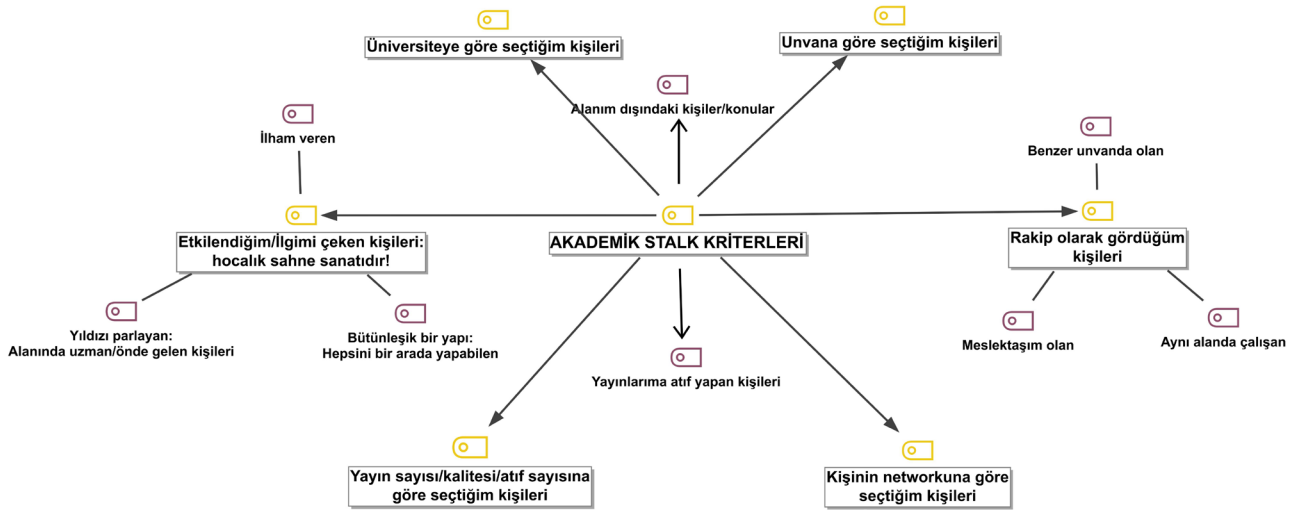 Üniversiteye göre seçtiğim kişileri
Unvana göre seçtiğim kişileri
Alanım dışındaki kişiler/konular
İlham veren
Benzer unvanda olan
Etkilendiğim/İlgimi çeken kişileri:
hocalık sahne sanatıdır!
AKADEMİK STALK KRİTERLERİ
Rakip olarak gördüğüm
kişileri
Yıldızı parlayan:
Alanında uzman/önde gelen kişileri
Bütünleşik bir yapı:
Hepsini bir arada yapabilen
Yayınlarıma atıf yapan kişileri
Meslektaşım olan
Aynı alanda çalışan
Yayın sayısı/kalitesi/atıf sayısına
göre seçtiğim kişileri
Kişinin networkuna göre
seçtiğim kişileri